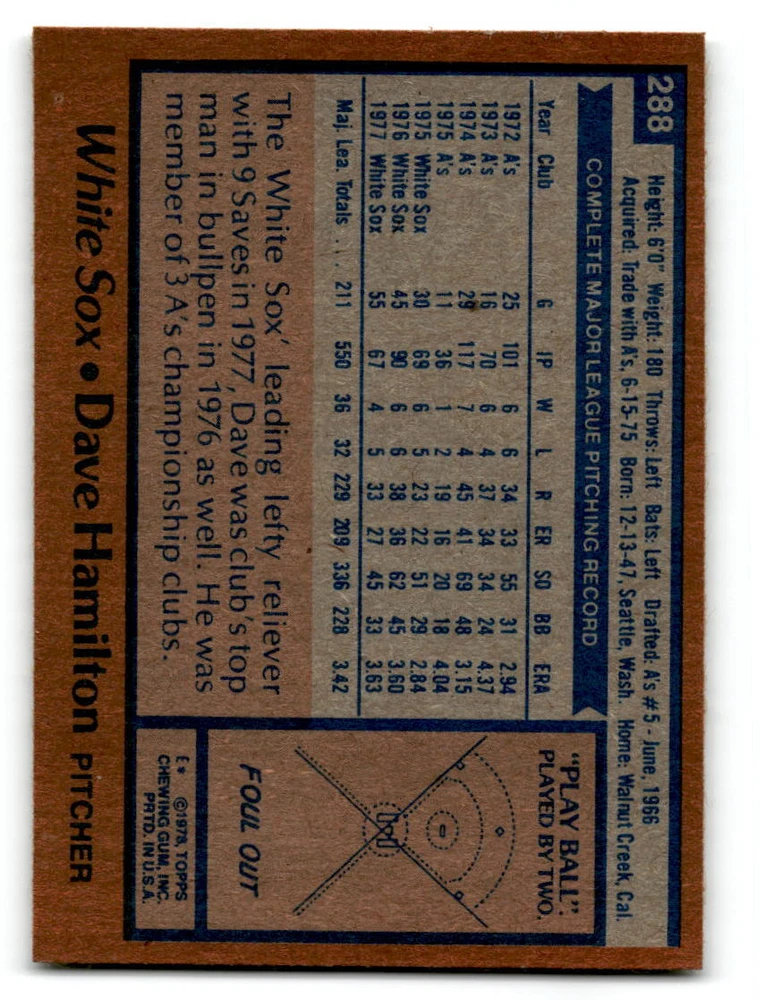 288
Height: 6'0" Weight: 180 Throws: Left Bats: Left Drafted: A's #5 - June, 1966
Acquired: Trade with A's, 6-15-75 Born: 12-13-47, Seattle, Wash. Home: Walnut Creek, Cal.
COMPLETE MAJOR LEAGUE PITCHING RECORD
Year Club G IP W L R ER SO BB ERA
1972 A's 25 101 6 6 34 33 55 31 2.94
1973 A's 16 70 6 4 37 34 34 24 4.37
1974 A's 29 117 7 4 45 41 69 48 3.15
1975 A's 11 36 1 2 19 16 20 18 4.04
1975 White Sox 30 69 6 5 23 22 51 29 2.84
1976 White Sox 45 90 6 6 38 36 62 45 3.60
1977 White Sox 55 67 4 5 33 27 45 33 3.63
Maj. Lea. Totals ... 211 550 36 32 229 209 336 228 3.42
The White Sox' leading lefty reliever
with 9 Saves in 1977, Dave was club's top
man in bullpen in 1976 as well. He was
member of 3 A's championship clubs.
"PLAY BALL".
PLAYED BY TWO.
FOUL OUT
E* ©1978, TOPPS
CHEWING GUM, INC.
PRTD. IN U.S.A.
White Sox • Dave Hamilton PITCHER